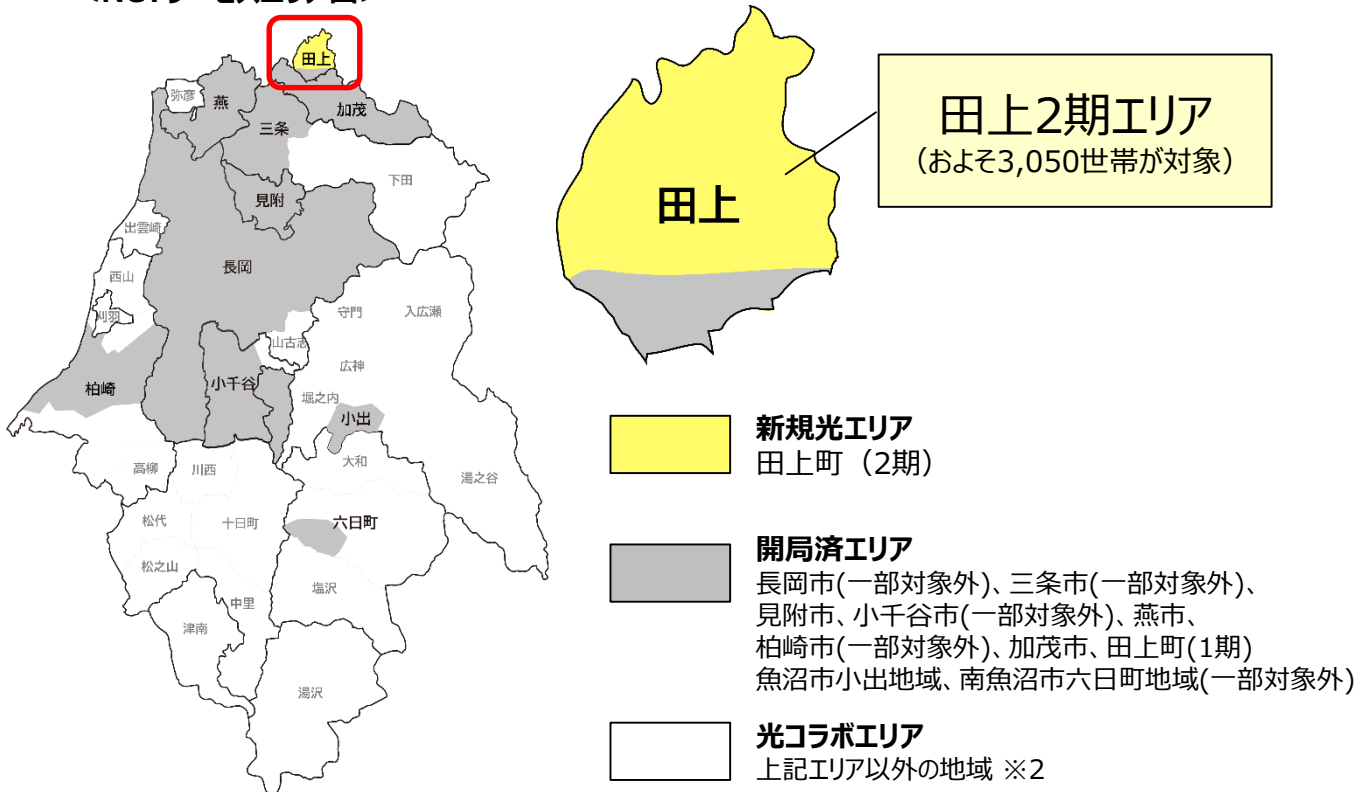 田上
弥彦
燕
加茂
三条
下田
見附
出雲崎
長岡
西山
刈羽
守門
入広瀬
山古志
広神
柏崎
小千谷
堀之内
小出
大和
高柳
川西
湯之谷
松代
十日町
六日町
松之山
塩沢
中里
津南
湯沢
田上
田上2期エリア
（およそ3,050世帯が対象）
新規光エリア
田上町（2期）
開局済エリア
長岡市(一部対象外)、三条市(一部対象外)、
見附市、小千谷市(一部対象外)、燕市、
柏崎市(一部対象外)、加茂市、田上町(1期)
魚沼市小出地域、南魚沼市六日町地域(一部対象外)
光コラボエリア
上記エリア以外の地域 ※2